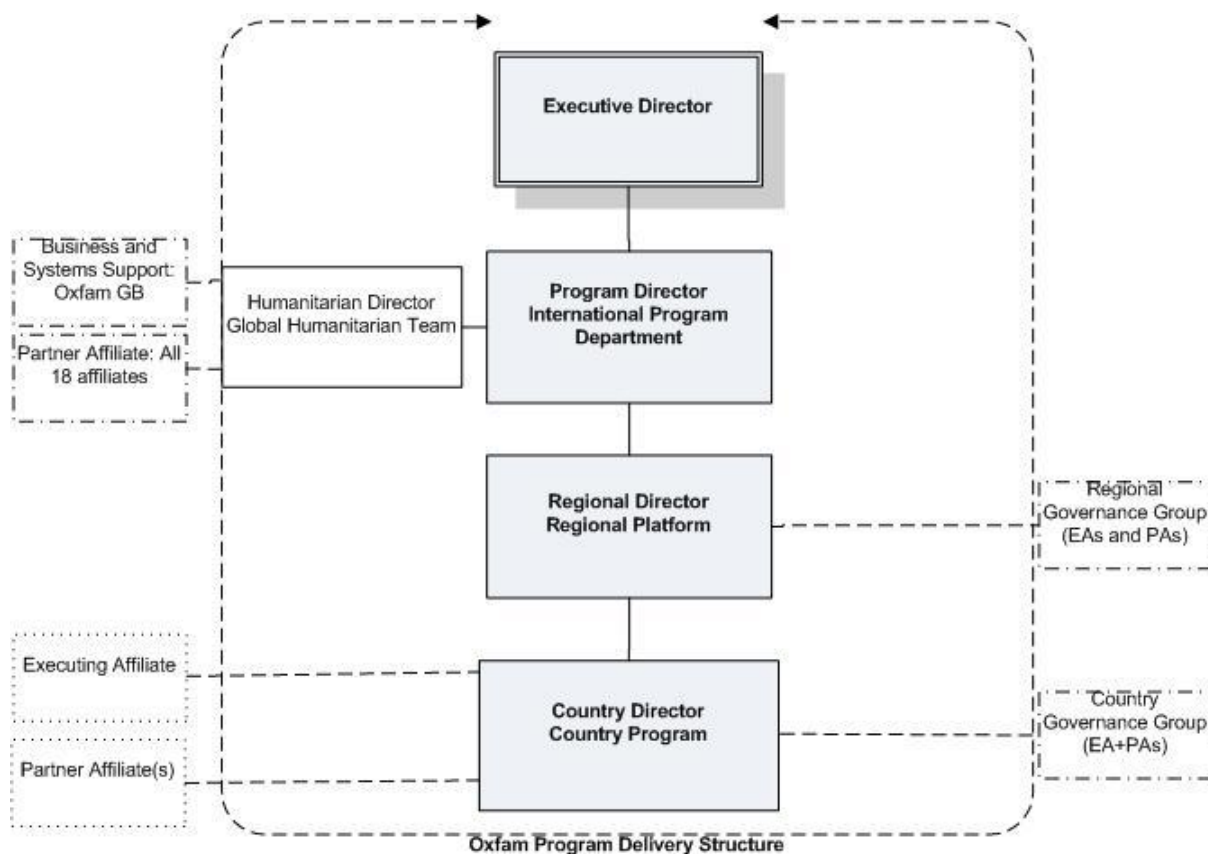 Executive Director
Business and
Systems Support:
Oxfam GB
Partner Affiliate: All
18 affiliates
Humanitarian Director
Global Humanitarian Team
Program Director
International Program
Department
Regional Director
Regional Platform
Regional
Governance Group
(EAs and PAs)
Executing Affiliate
Partner Affiliate(s)
Country Director
Country Program
Country
Governance Group
(EA+PAs)
Oxfam Program Delivery Structure